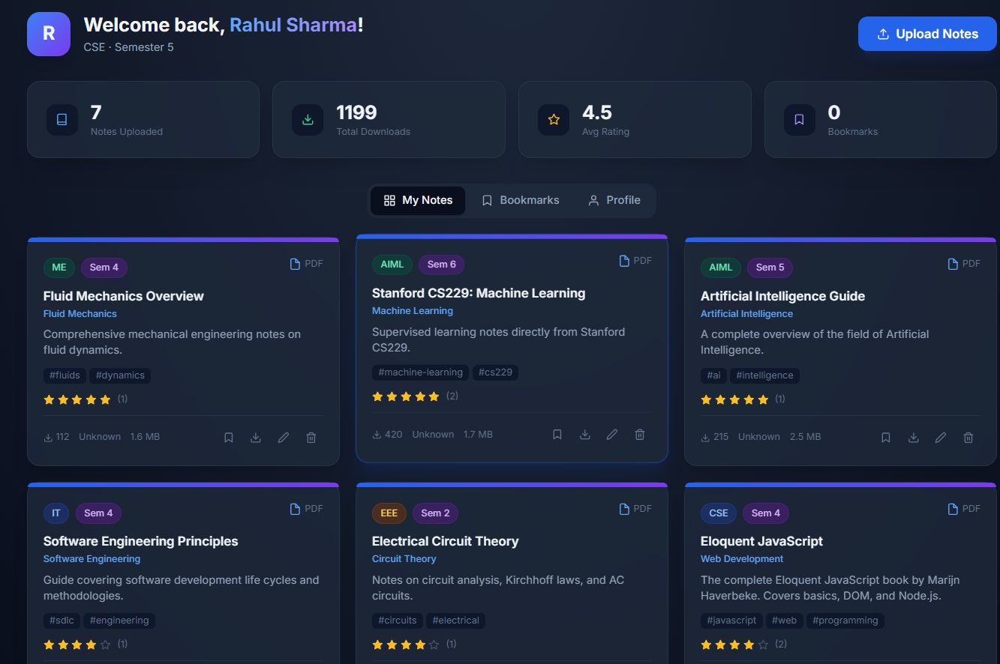 R
Welcome back, Rahul Sharma!
CSE · Semester 5
Upload Notes
7
Notes Uploaded
1199
Total Downloads
4.5
Avg Rating
0
Bookmarks
My Notes
Bookmarks
Profile
ME Sem 4 PDF
Fluid Mechanics Overview
Fluid Mechanics
Comprehensive mechanical engineering notes on
fluid dynamics.
#fluids #dynamics
(1)
112 Unknown 1.6 MB
AIML Sem 6 PDF
Stanford CS229: Machine Learning
Machine Learning
Supervised learning notes directly from Stanford
CS229.
#machine-learning #cs229
(2)
420 Unknown 1.7 MB
AIML Sem 5 PDF
Artificial Intelligence Guide
Artificial Intelligence
A complete overview of the field of Artificial
Intelligence.
#ai #intelligence
(1)
215 Unknown 2.5 MB
IT Sem 4 PDF
Software Engineering Principles
Software Engineering
Guide covering software development life cycles and
methodologies.
#sdlc #engineering
(1)
EEE Sem 2 PDF
Electrical Circuit Theory
Circuit Theory
Notes on circuit analysis, Kirchhoff laws, and AC
circuits.
#circuits #electrical
(1)
CSE Sem 4 PDF
Eloquent JavaScript
Web Development
The complete Eloquent JavaScript book by Marijn
Haverbeke. Covers basics, DOM, and Node.js.
#javascript #web #programming
(2)